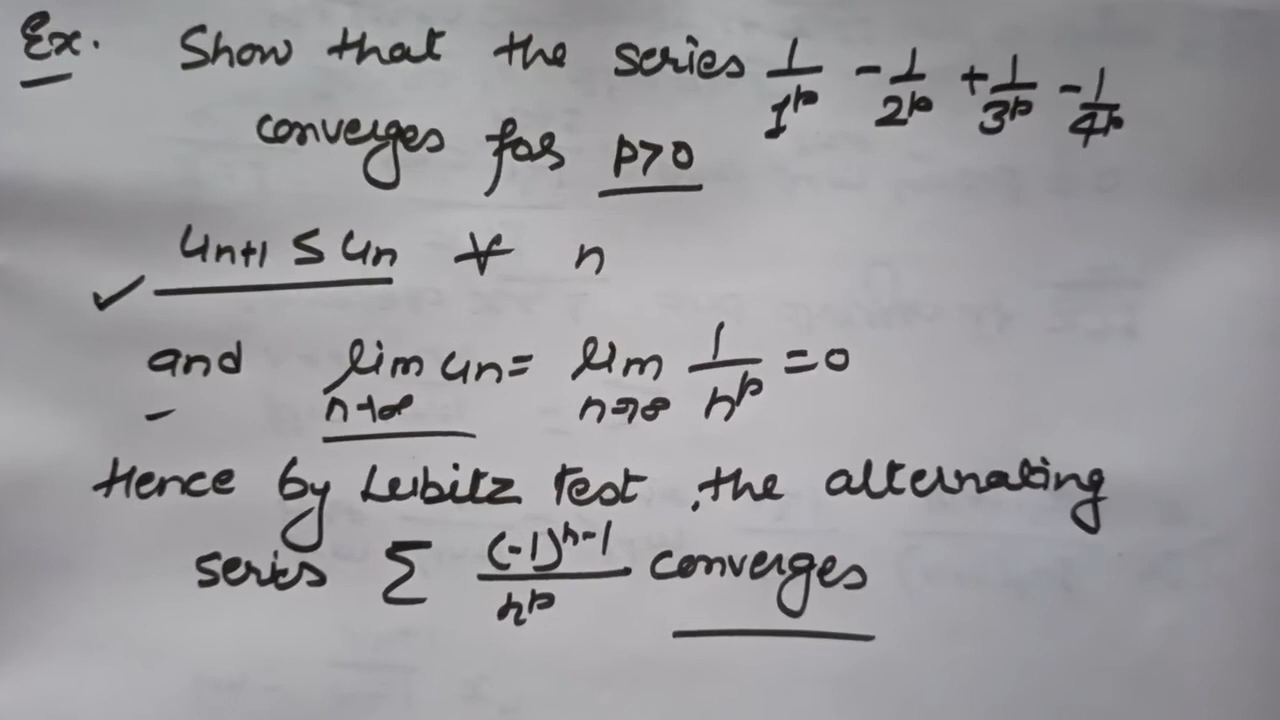 Ex. Show that the series 1/1^p - 1/2^p + 1/3^p - 1/4^p
converges for p>0
u_{n+1} ≤ u_n ∀ n
and lim_{n→∞} u_n = lim_{n→∞} 1/n^p = 0
Hence by Leibitz Test, the alternating
series Σ (-1)^{n-1}/n^p converges